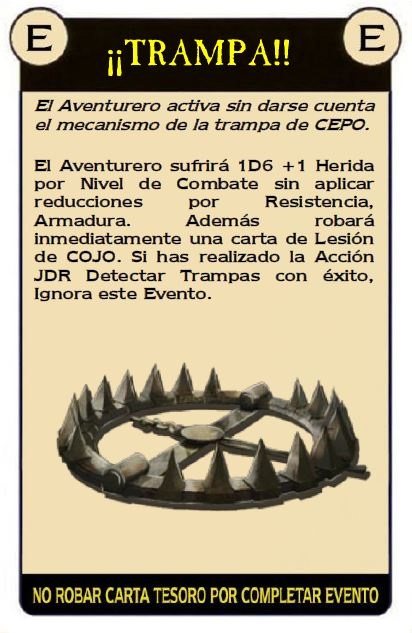 E E
¡¡TRAMPA!!
El Aventurero activa sin darse cuenta
el mecanismo de la trampa de CEPO.
El Aventurero sufrirá 1D6 +1 Herida
por Nivel de Combate sin aplicar
reducciones por Resistencia,
Armadura. Además robará
inmediatamente una carta de Lesión
de COJO. Si has realizado la Acción
JDR Detectar Trampas con éxito,
Ignora este Evento.
NO ROBAR CARTA TESORO POR COMPLETAR EVENTO